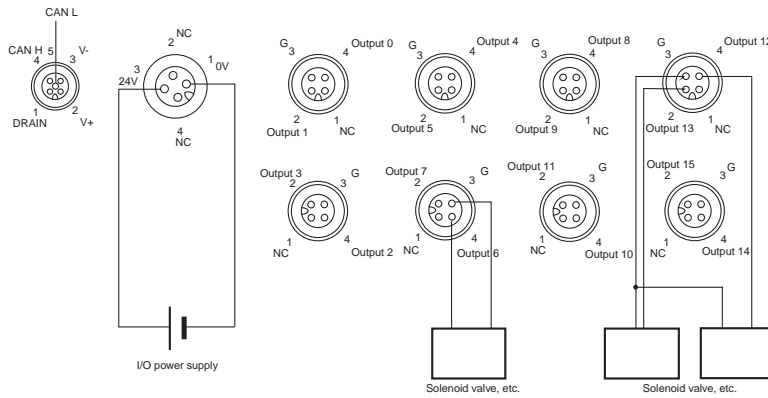 CAN L
CAN H 5 V-
4 3
1 2
DRAIN V+
NC
2
3 1 0V
24V
4
NC
I/O power supply
G 3 4 Output 0
2 1
Output 1 NC
G 3 4 Output 4
2 1
Output 5 NC
G 3 4 Output 8
2 1
Output 9 NC
G 3 4 Output 12
2 1
Output 13 NC
Output 3 G
2 3
1 4
NC Output 2
Output 7 G
2 3
1 4
NC Output 6
Output 11 G
2 3
1 4
NC Output 10
Output 15 G
2 3
1 4
NC Output 14
Solenoid valve, etc.
Solenoid valve, etc.